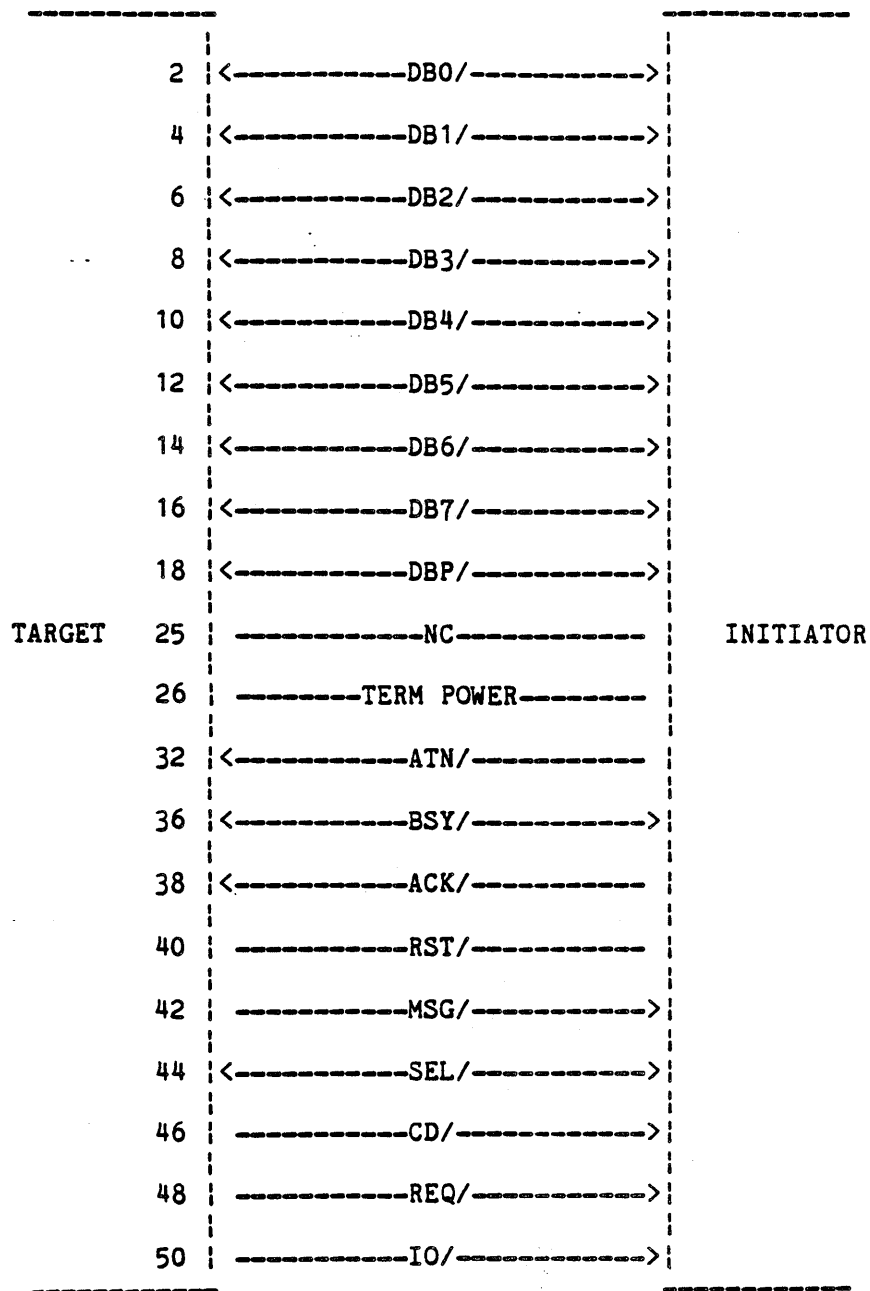 2 <------------DB0/------------>
4 <------------DB1/------------>
6 <------------DB2/------------>
8 <------------DB3/------------>
10 <------------DB4/------------>
12 <------------DB5/------------>
14 <------------DB6/------------>
16 <------------DB7/------------>
18 <------------DBP/------------>
TARGET 25 -------------NC------------- INITIATOR
26 ---------TERM POWER---------
32 <------------ATN/------------
36 <------------BSY/------------>
38 <------------ACK/------------
40 ------------RST/------------
42 ------------MSG/------------>
44 <------------SEL/------------>
46 ------------CD/------------->
48 ------------REQ/------------>
50 ------------IO/------------->